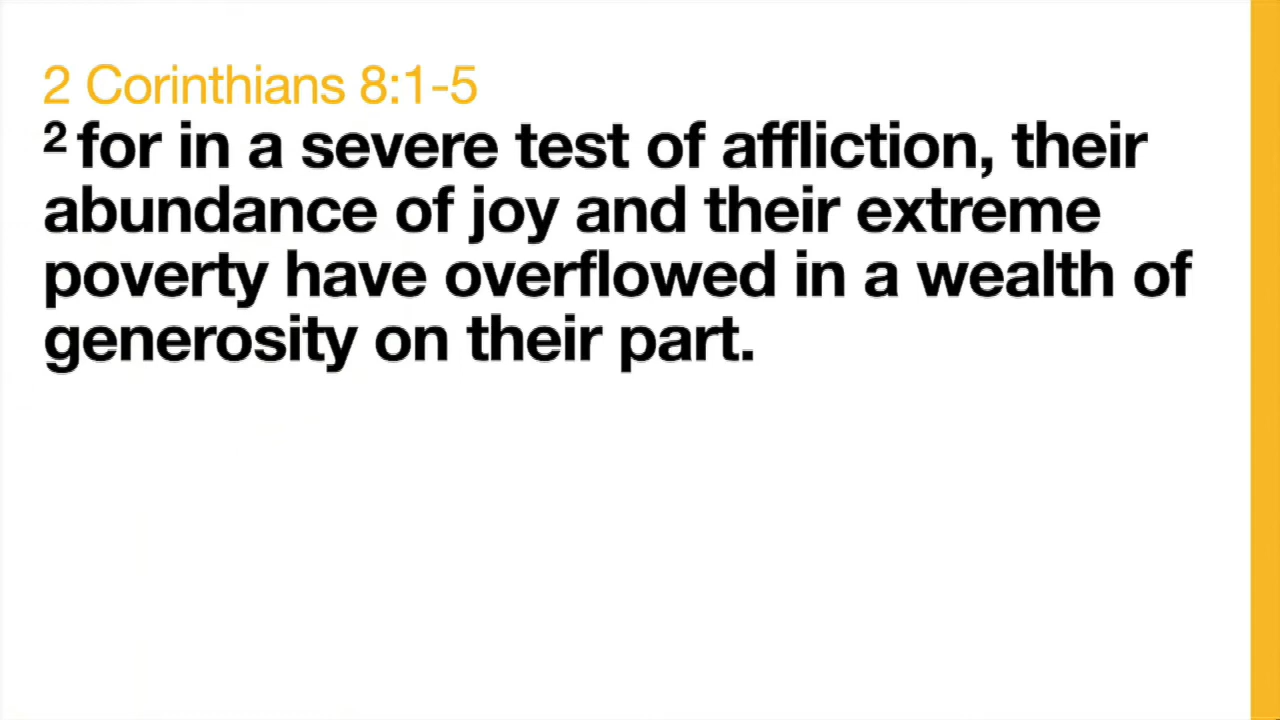 2 Corinthians 8:1-5
² for in a severe test of affliction, their
abundance of joy and their extreme
poverty have overflowed in a wealth of
generosity on their part.